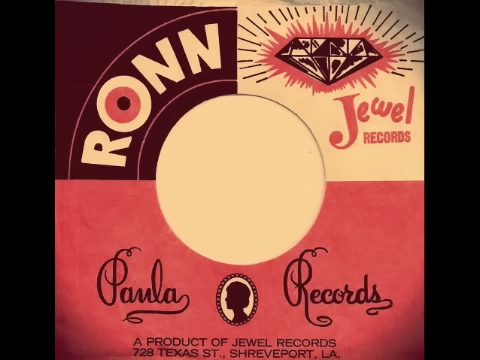 RONN
Jewel
RECORDS
Paula Records
A PRODUCT OF JEWEL RECORDS
728 TEXAS ST., SHREVEPORT, LA.